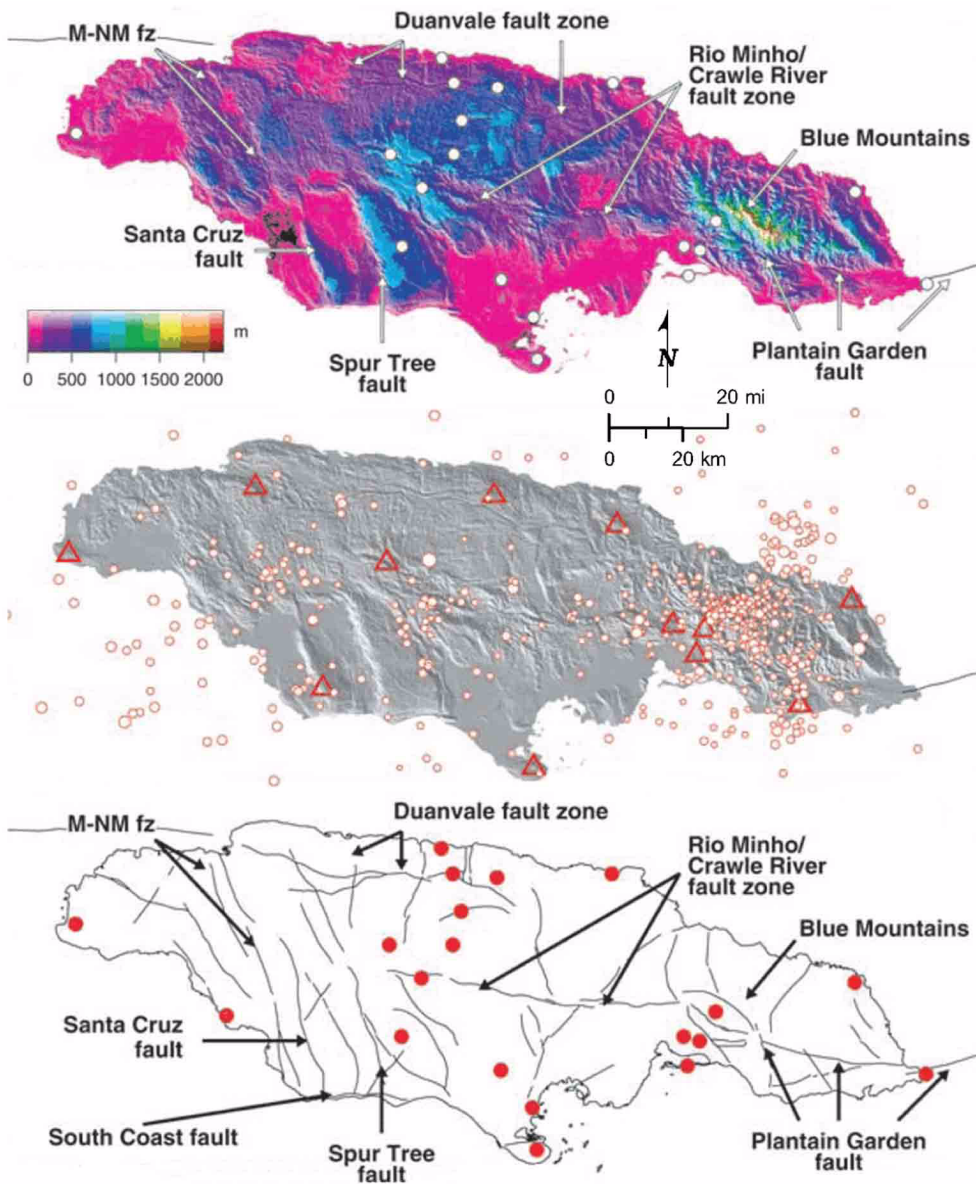 Duanvale fault zone
M-NM fz
Rio Minho/
Crawle River
fault zone
Blue Mountains
Santa Cruz
fault
m
0 500 1000 1500 2000
Spur Tree
fault
N
Plantain Garden
fault
0 20 mi
0 20 km
Duanvale fault zone
M-NM fz
Rio Minho/
Crawle River
fault zone
Blue Mountains
Santa Cruz
fault
South Coast fault
Spur Tree
fault
Plantain Garden
fault